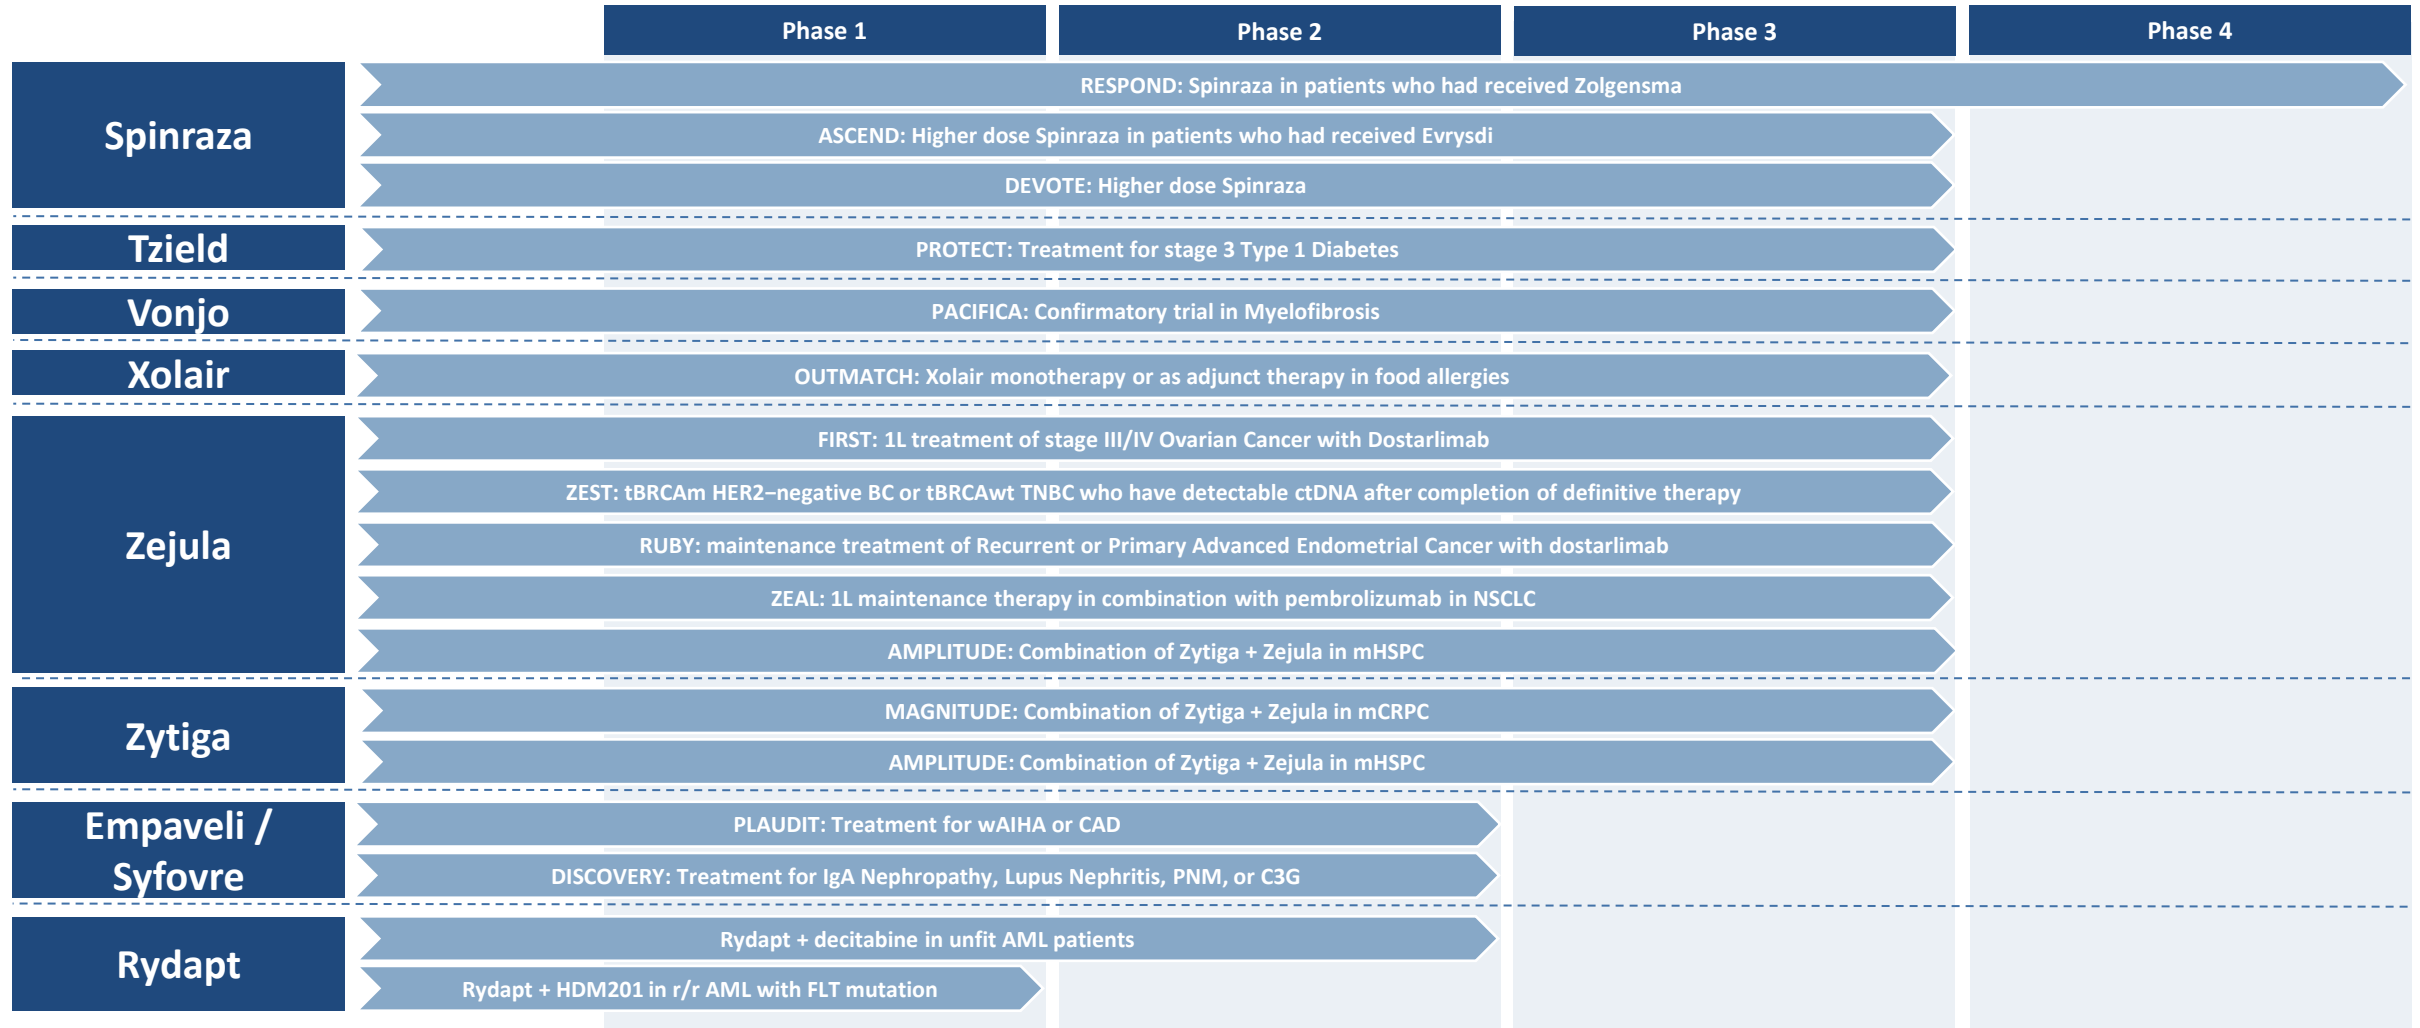 Phase 1
Phase 2
Phase 3
Phase 4
Spinraza
RESPOND: Spinraza in patients who had received Zolgensma
ASCEND: Higher dose Spinraza in patients who had received Evrysdi
DEVOTE: Higher dose Spinraza
Tzield
PROTECT: Treatment for stage 3 Type 1 Diabetes
Vonjo
PACIFICA: Confirmatory trial in Myelofibrosis
Xolair
OUTMATCH: Xolair monotherapy or as adjunct therapy in food allergies
Zejula
FIRST: 1L treatment of stage III/IV Ovarian Cancer with Dostarlimab
ZEST: tBRCAm HER2−negative BC or tBRCAwt TNBC who have detectable ctDNA after completion of definitive therapy
RUBY: maintenance treatment of Recurrent or Primary Advanced Endometrial Cancer with dostarlimab
ZEAL: 1L maintenance therapy in combination with pembrolizumab in NSCLC
AMPLITUDE: Combination of Zytiga + Zejula in mHSPC
Zytiga
MAGNITUDE: Combination of Zytiga + Zejula in mCRPC
AMPLITUDE: Combination of Zytiga + Zejula in mHSPC
Empaveli /
Syfovre
PLAUDIT: Treatment for wAIHA or CAD
DISCOVERY: Treatment for IgA Nephropathy, Lupus Nephritis, PNM, or C3G
Rydapt
Rydapt + decitabine in unfit AML patients
Rydapt + HDM201 in r/r AML with FLT mutation